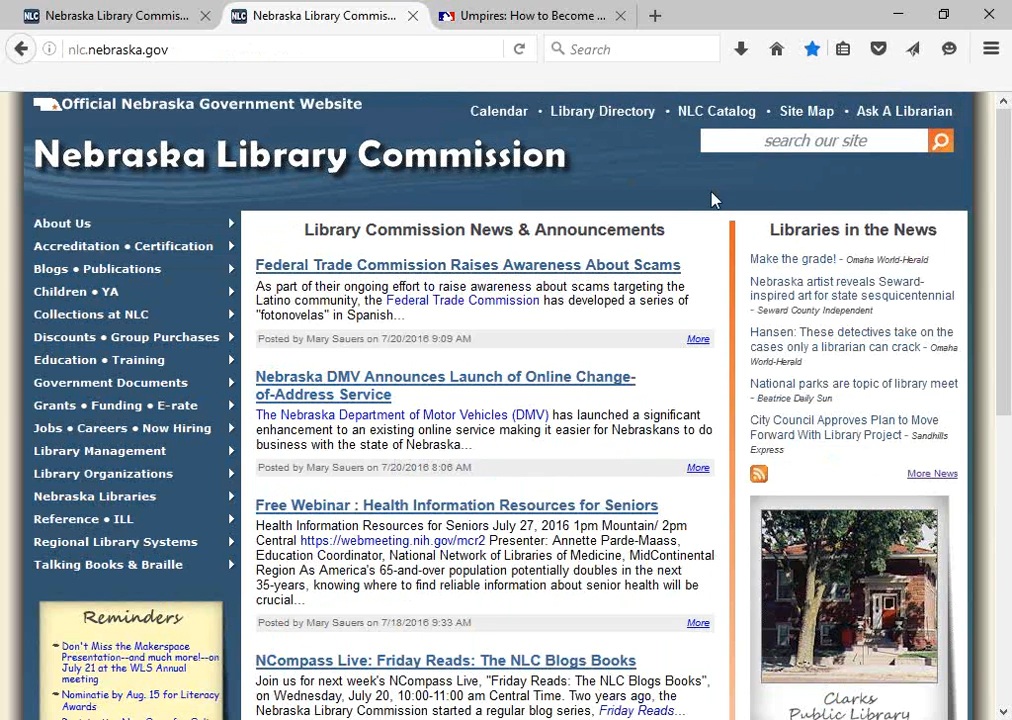 Nebraska Library Commis...
Nebraska Library Commis...
Umpires: How to Become ...
nlc.nebraska.gov
Search
Official Nebraska Government Website
Calendar • Library Directory • NLC Catalog • Site Map • Ask A Librarian
Nebraska Library Commission
search our site
About Us
Accreditation ● Certification
Blogs ● Publications
Children ● YA
Collections at NLC
Discounts ● Group Purchases
Education ● Training
Government Documents
Grants ● Funding ● E-rate
Jobs ● Careers ● Now Hiring
Library Management
Library Organizations
Nebraska Libraries
Reference ● ILL
Regional Library Systems
Talking Books & Braille
Reminders
Don't Miss the Makerspace
Presentation--and much more!--on
July 21 at the WLS Annual
meeting
Nominatie by Aug. 15 for Literacy
Awards
Library Commission News & Announcements
Federal Trade Commission Raises Awareness About Scams
As part of their ongoing effort to raise awareness about scams targeting the
Latino community, the Federal Trade Commission has developed a series of
"fotonovelas" in Spanish...
Posted by Mary Sauers on 7/20/2016 9:09 AM More
Nebraska DMV Announces Launch of Online Change-
of-Address Service
The Nebraska Department of Motor Vehicles (DMV) has launched a significant
enhancement to an existing online service making it easier for Nebraskans to do
business with the state of Nebraska...
Posted by Mary Sauers on 7/20/2016 8:06 AM More
Free Webinar : Health Information Resources for Seniors
Health Information Resources for Seniors July 27, 2016 1pm Mountain/ 2pm
Central https://webmeeting.nih.gov/mcr2 Presenter: Annette Parde-Maass,
Education Coordinator, National Network of Libraries of Medicine, MidContinental
Region As America's 65-and-over population potentially doubles in the next
35-years, knowing where to find reliable information about senior health will be
crucial...
Posted by Mary Sauers on 7/18/2016 9:33 AM More
NCompass Live: Friday Reads: The NLC Blogs Books
Join us for next week's NCompass Live, "Friday Reads: The NLC Blogs Books",
on Wednesday, July 20, 10:00-11:00 am Central Time. Two years ago, the
Nebraska Library Commission started a regular blog series, Friday Reads...
Libraries in the News
Make the grade! - Omaha World-Herald
Nebraska artist reveals Seward-
inspired art for state sesquicentennial
- Seward County Independent
Hansen: These detectives take on the
cases only a librarian can crack - Omaha
World-Herald
National parks are topic of library meet
- Beatrice Daily Sun
City Council Approves Plan to Move
Forward With Library Project - Sandhills
Express
More News
Clarks
Public Library